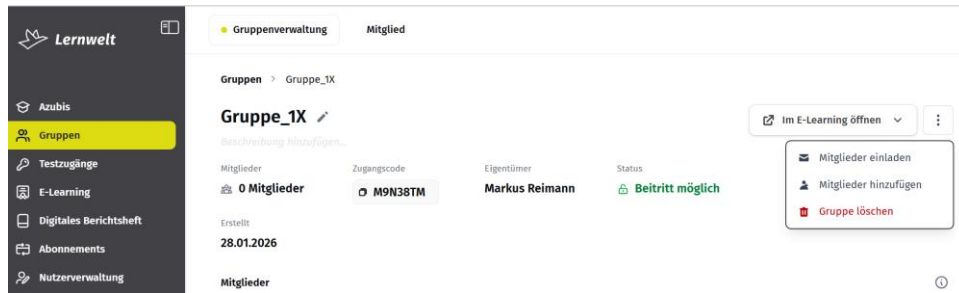 Lernwelt
Azubis
Gruppen
Testzugänge
E-Learning
Digitales Berichtsheft
Abonnements
Nutzerverwaltung
Gruppenverwaltung Mitglied
Gruppen > Gruppe_1X
Gruppe_1X
Beschreibung hinzufügen...
Im E-Learning öffnen
Mitglieder einladen
Mitglieder hinzufügen
Gruppe löschen
Mitglieder Zugangscode Eigentümer Status
0 Mitglieder M9N38TM Markus Reimann Beitritt möglich
Erstellt
28.01.2026
Mitglieder